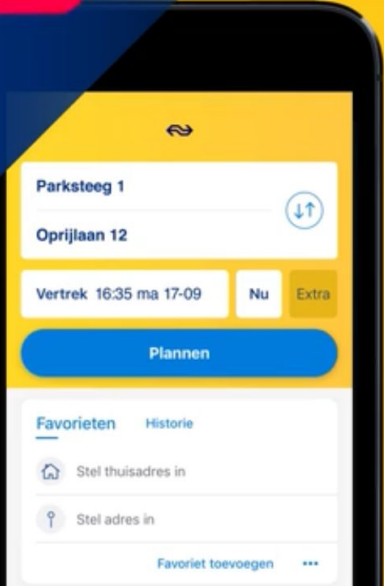 Parksteeg 1
Oprijlaan 12
Vertrek 16:35 ma 17-09 Nu Extra
Plannen
Favorieten Historie
Stel thuisadres in
Stel adres in
Favoriet toevoegen